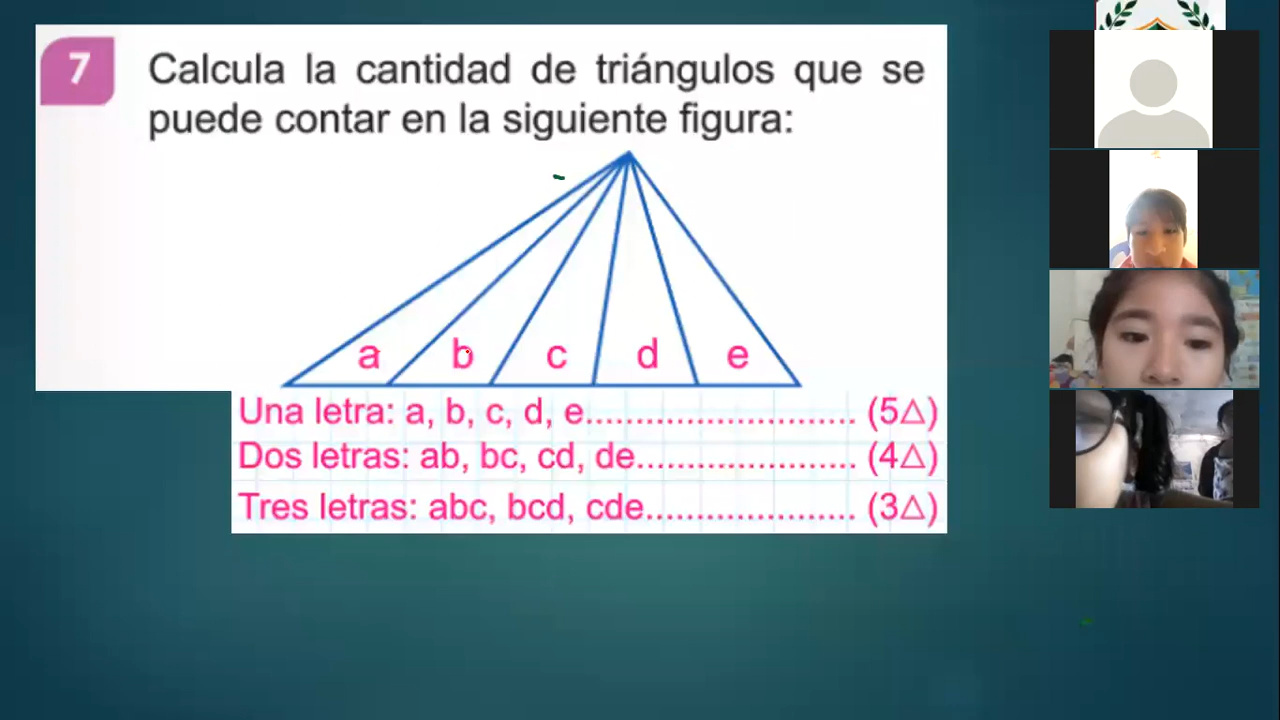 7
Calcula la cantidad de triángulos que se
puede contar en la siguiente figura:
a b c d e
Una letra: a, b, c, d, e.......................... (5△)
Dos letras: ab, bc, cd, de..................... (4△)
Tres letras: abc, bcd, cde.................... (3△)